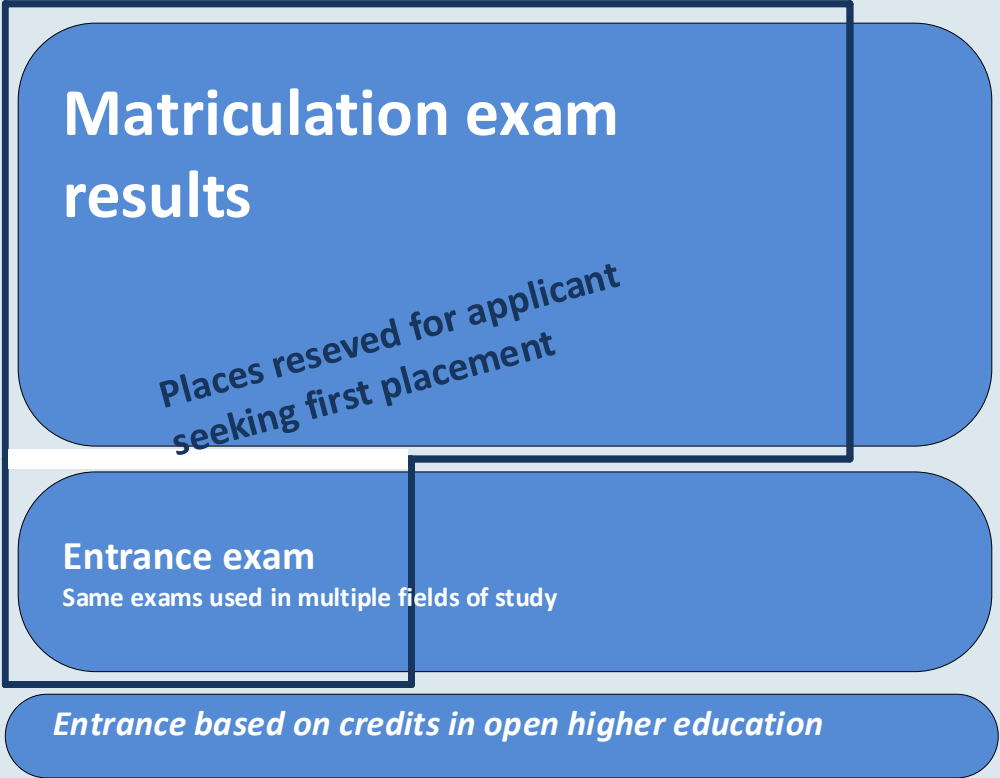 Matriculation exam
results
Places reseved for applicant
seeking first placement
Entrance exam
Same exams used in multiple fields of study
Entrance based on credits in open higher education